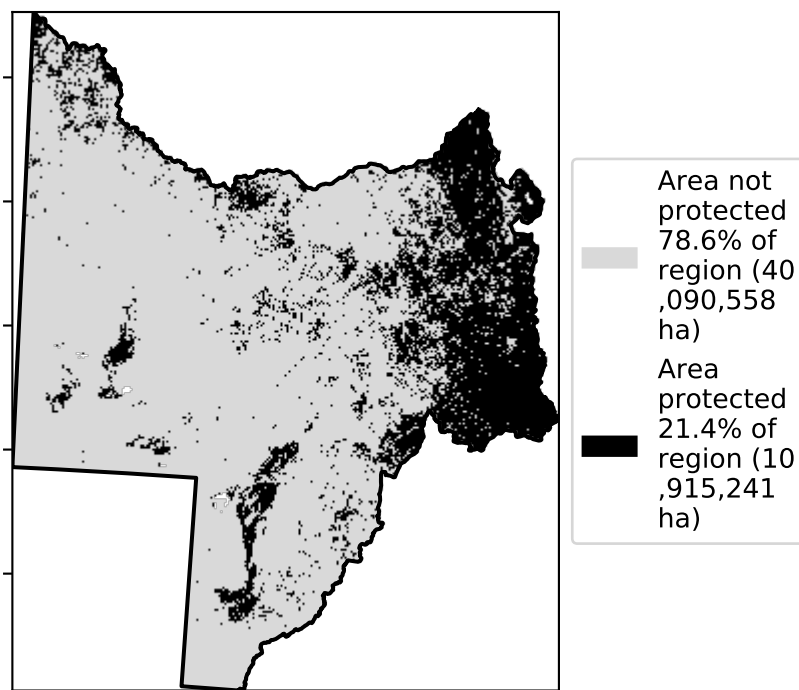 Area not
protected
78.6% of
region (40
,090,558
ha)
Area
protected
21.4% of
region (10
,915,241
ha)